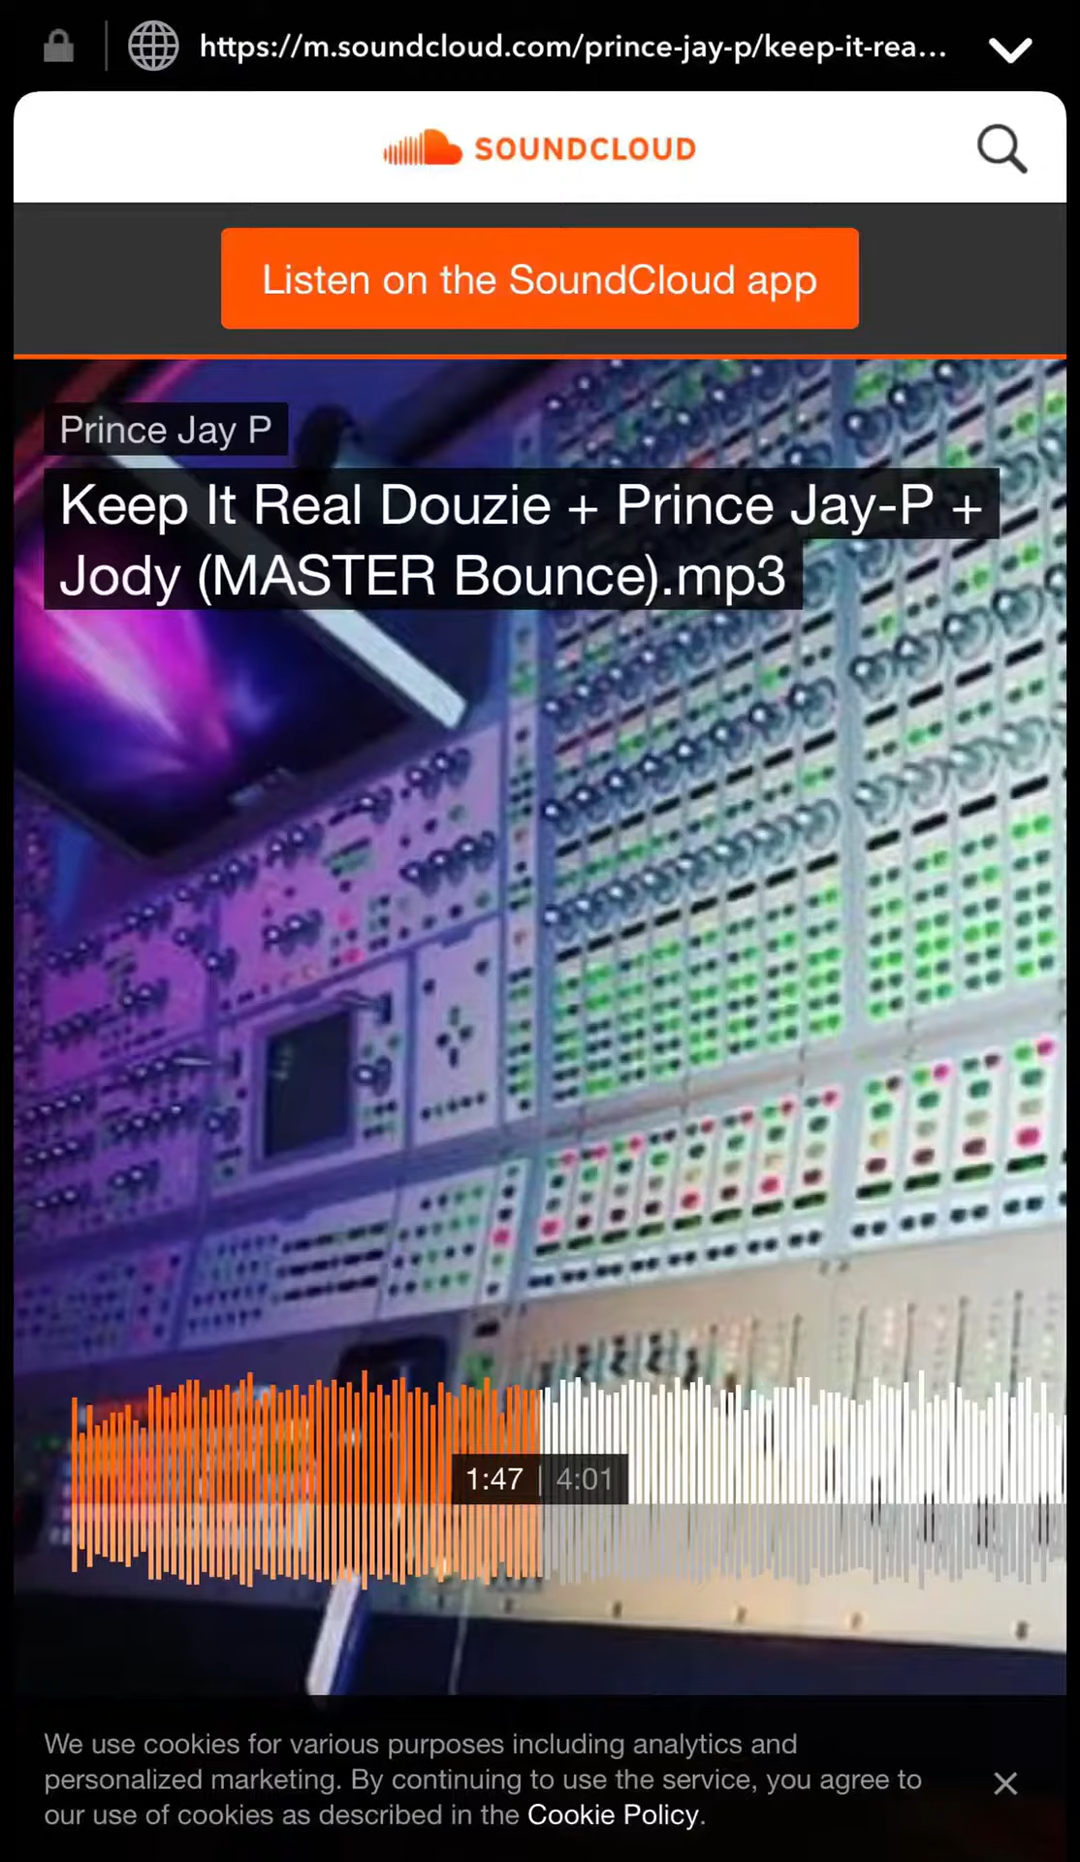 https://m.soundcloud.com/prince-jay-p/keep-it-rea...
SOUNDCLOUD
Listen on the SoundCloud app
Prince Jay P
Keep It Real Douzie + Prince Jay-P +
Jody (MASTER Bounce).mp3
1:47 | 4:01
We use cookies for various purposes including analytics and
personalized marketing. By continuing to use the service, you agree to
our use of cookies as described in the Cookie Policy.